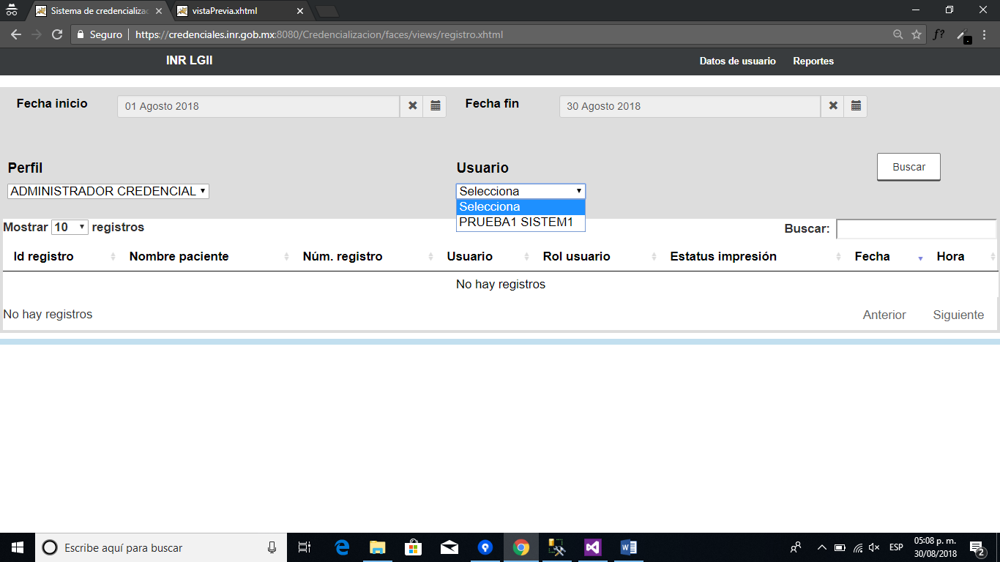 Sistema de credencializac
vistaPrevia.xhtml
Seguro
https://credenciales.inr.gob.mx:8080/Credencializacion/faces/views/registro.xhtml
f?
INR LGII
Datos de usuario
Reportes
Fecha inicio
01 Agosto 2018
Fecha fin
30 Agosto 2018
Perfil
Usuario
Buscar
ADMINISTRADOR CREDENCIAL
Selecciona
Selecciona
PRUEBA1 SISTEM1
Mostrar 10 registros
Buscar:
Id registro
Nombre paciente
Núm. registro
Usuario
Rol usuario
Estatus impresión
Fecha
Hora
No hay registros
No hay registros
Anterior
Siguiente
Escribe aquí para buscar
ESP
05:08 p. m.
30/08/2018
2